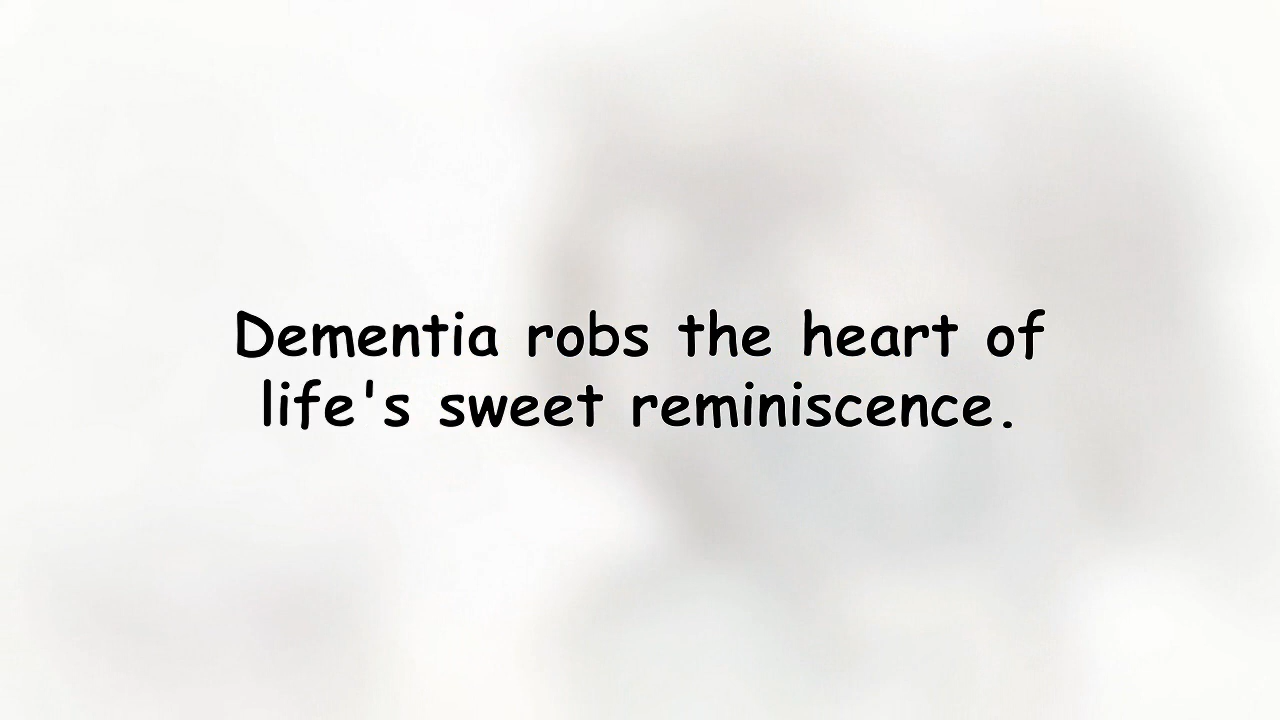 Dementia robs the heart of
life's sweet reminiscence.